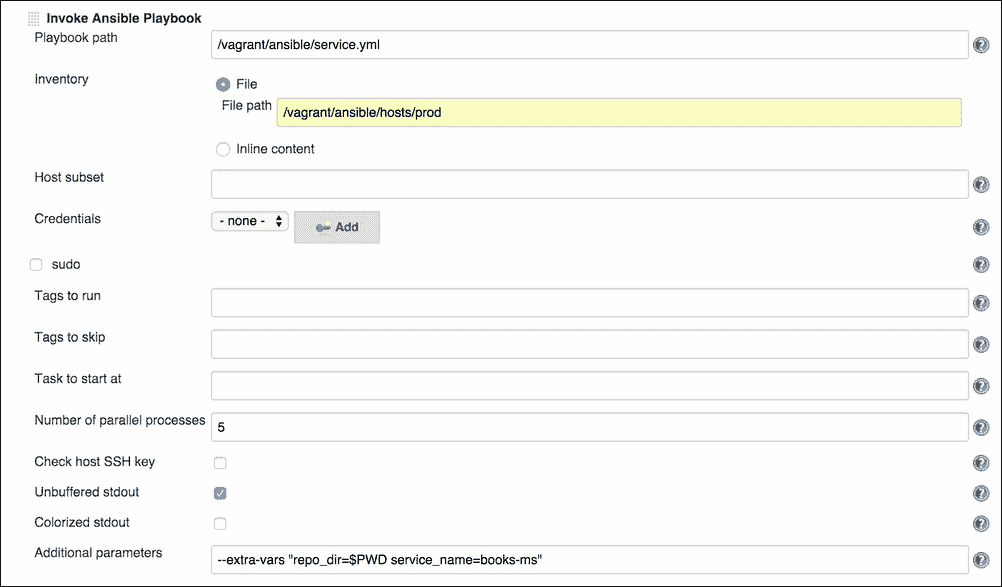 Invoke Ansible Playbook
Playbook path
/vagrant/ansible/service.yml
Inventory
File
File path
/vagrant/ansible/hosts/prod
Inline content
Host subset
Credentials
- none -
Add
sudo
Tags to run
Tags to skip
Task to start at
Number of parallel processes
5
Check host SSH key
Unbuffered stdout
Colorized stdout
Additional parameters
--extra-vars "repo_dir=$PWD service_name=books-ms"